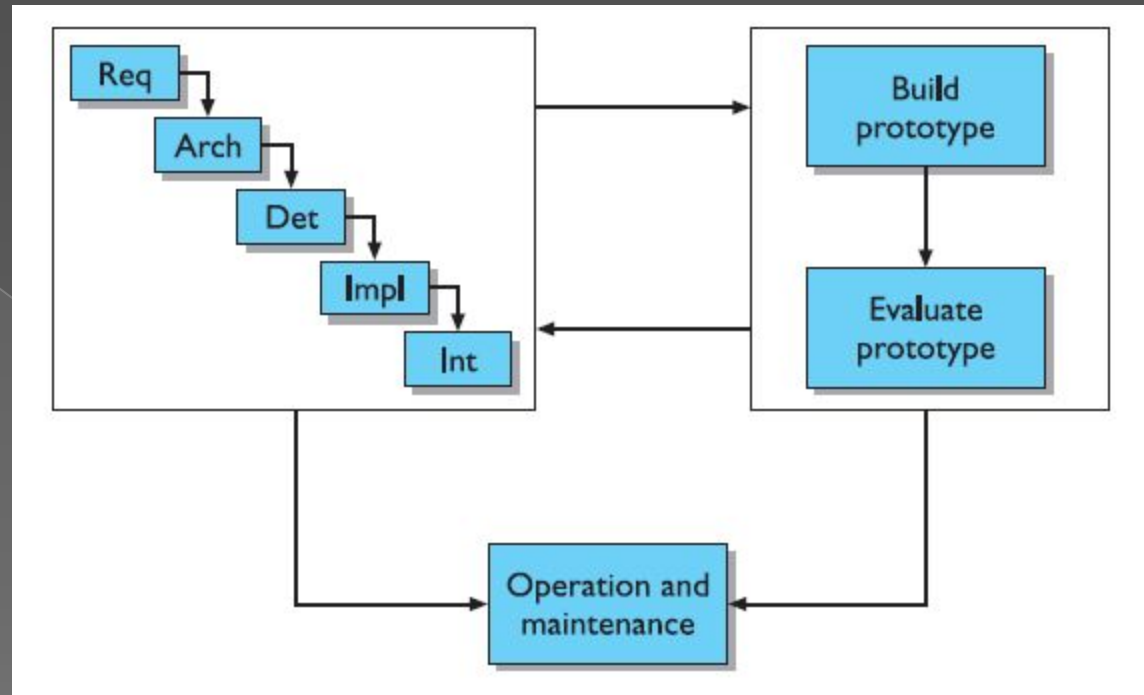 Req
Arch
Det
Impl
Int
Build
prototype
Evaluate
prototype
Operation and
maintenance